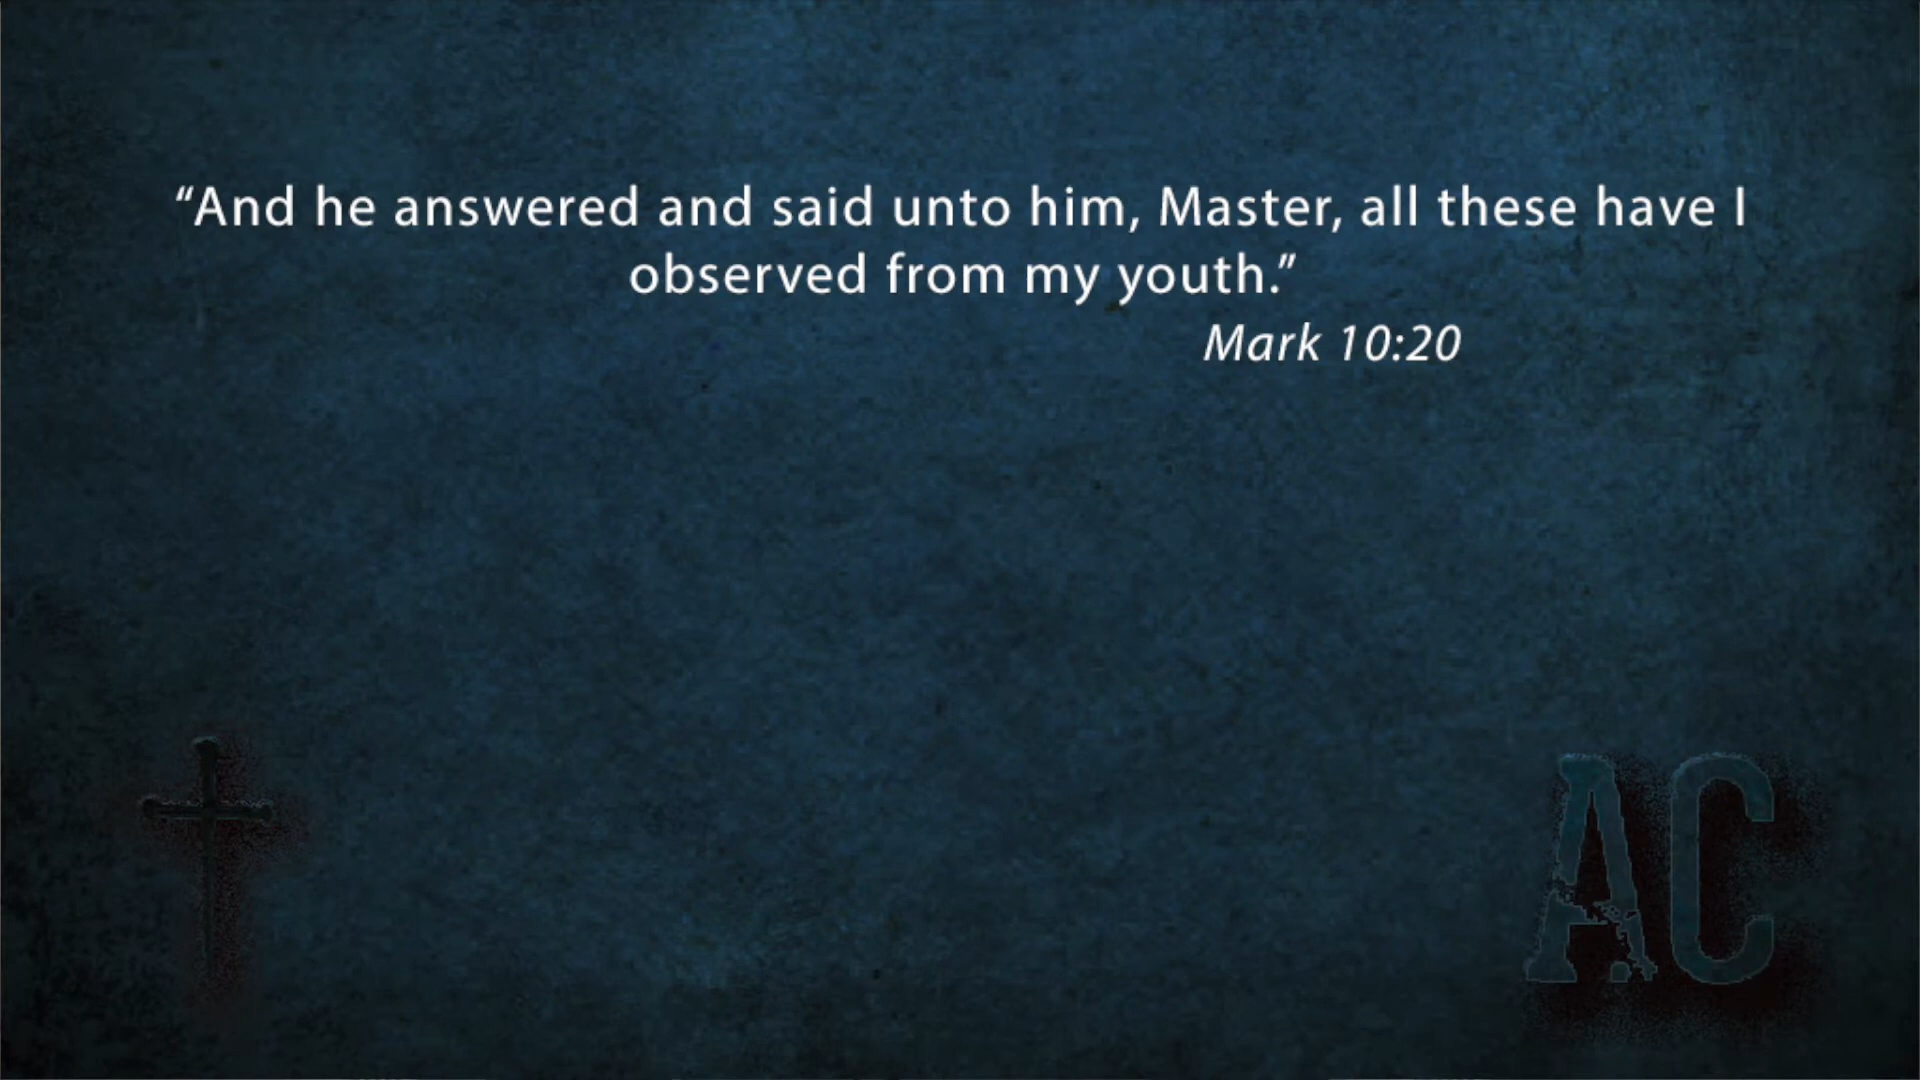 “And he answered and said unto him, Master, all these have I
observed from my youth.”
Mark 10:20
AC